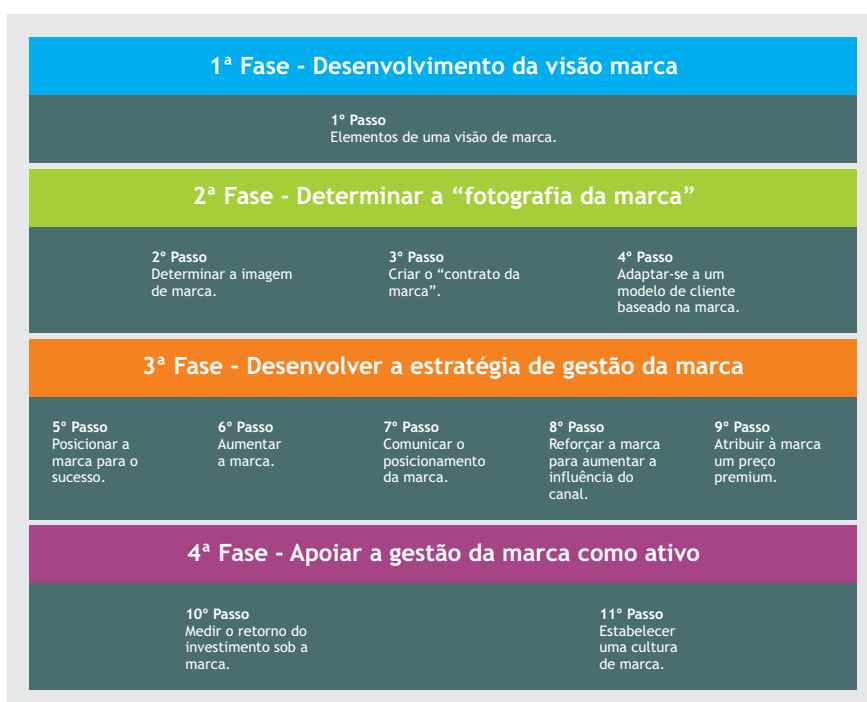 1ª Fase - Desenvolvimento da visão marca
1º Passo
Elementos de uma visão de marca.
2ª Fase - Determinar a “fotografia da marca”
2º Passo
Determinar a imagem
de marca.
3º Passo
Criar o “contrato da
marca”.
4º Passo
Adaptar-se a um
modelo de cliente
baseado na marca.
3ª Fase - Desenvolver a estratégia de gestão da marca
5º Passo
Posicionar a
marca para o
sucesso.
6º Passo
Aumentar
a marca.
7º Passo
Comunicar o
posicionamento
da marca.
8º Passo
Reforçar a marca
para aumentar a
influência do
canal.
9º Passo
Atribuir à marca
um preço
premium.
4ª Fase - Apoiar a gestão da marca como ativo
10º Passo
Medir o retorno do
investimento sob a
marca.
11º Passo
Estabelecer
uma cultura
de marca.